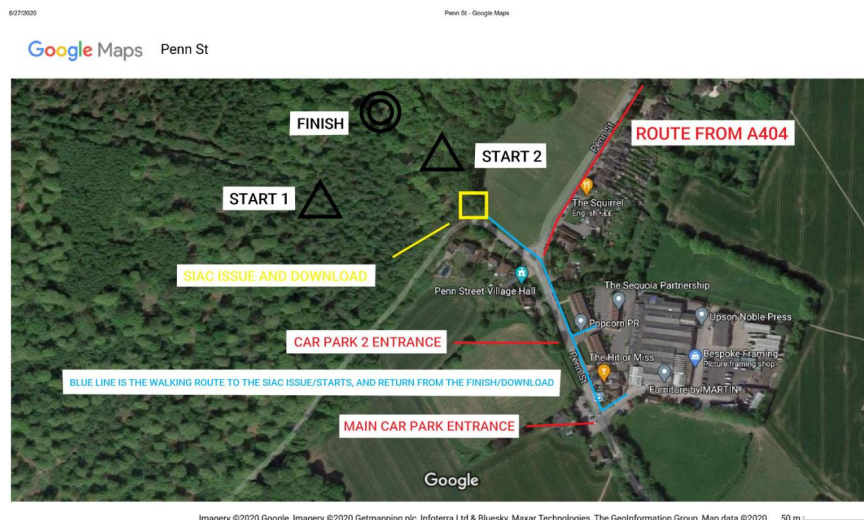 8/27/2020
Penn St - Google Maps
Google Maps
Penn St
FINISH
START 2
START 1
Penn St
ROUTE FROM A404
The Squirrel
English • ££
SIAC ISSUE AND DOWNLOAD
Penn Street Village Hall
The Sequoia Partnership
Popcorn PR
Upson Noble Press
CAR PARK 2 ENTRANCE
Penn St
The Hit or Miss
Bespoke Framing
Picture framing shop
BLUE LINE IS THE WALKING ROUTE TO THE SIAC ISSUE/STARTS, AND RETURN FROM THE FINISH/DOWNLOAD
Furniture by MARTIN
MAIN CAR PARK ENTRANCE
Google
Imagery ©2020 Google, Imagery ©2020 Getmapping plc, Infoterra Ltd & Bluesky, Maxar Technologies, The GeoInformation Group, Map data ©2020
50 m